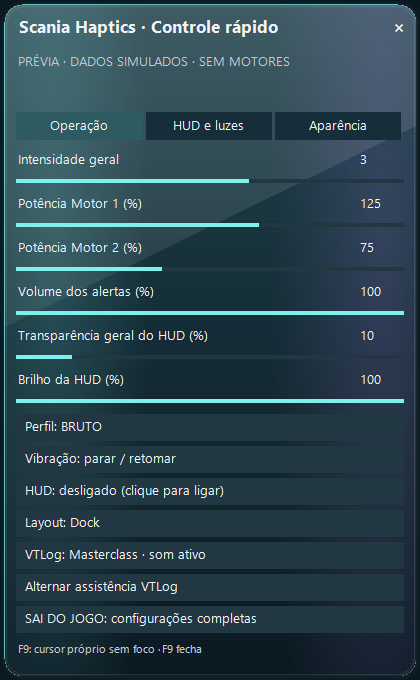 Scania Haptics · Controle rápido ×
PRÉVIA · DADOS SIMULADOS · SEM MOTORES
Operação HUD e luzes Aparência
Intensidade geral 3
Potência Motor 1 (%) 125
Potência Motor 2 (%) 75
Volume dos alertas (%) 100
Transparência geral do HUD (%) 10
Brilho da HUD (%) 100
Perfil: BRUTO
Vibração: parar / retomar
HUD: desligado (clique para ligar)
Layout: Dock
VTLog: Masterclass · som ativo
Alternar assistência VTLog
SAI DO JOGO: configurações completas
F9: cursor próprio sem foco · F9 fecha